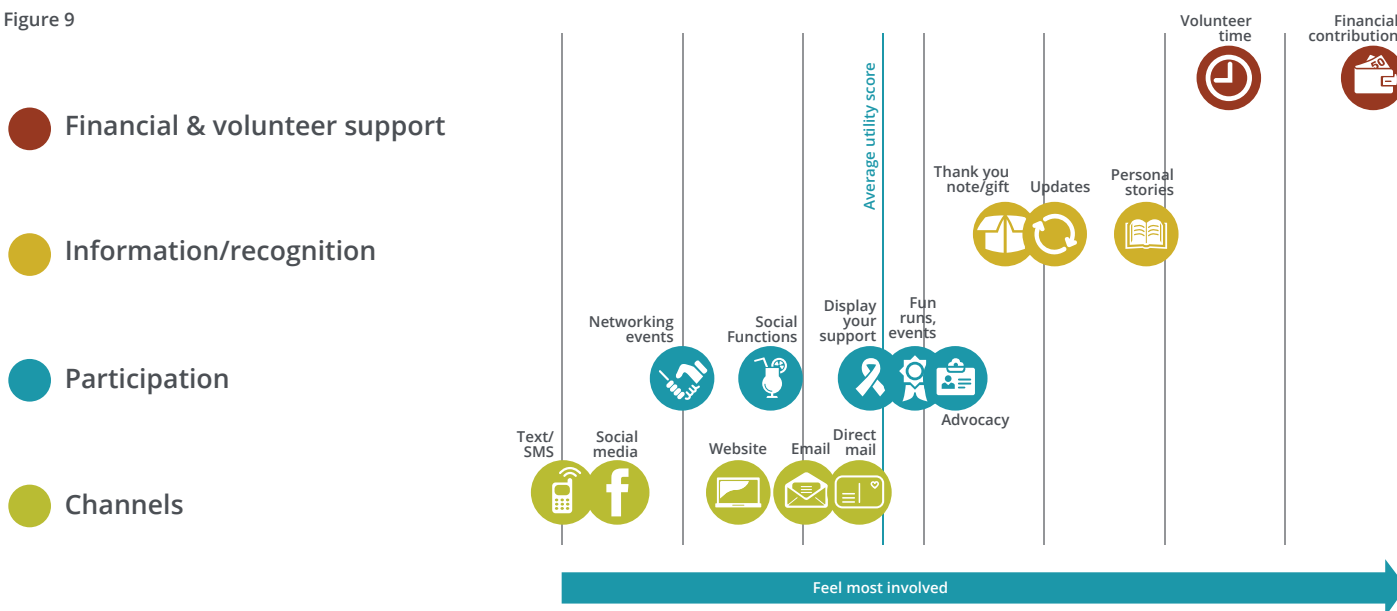 Figure 9
Volunteer
time
Financial
contribution
50
Average utility score
Financial & volunteer support
Thank you
note/gift
Updates
Personal
stories
Information/recognition
Networking
events
Social
Functions
Display
your
support
Fun
runs,
events
Participation
Advocacy
Text/
SMS
Social
media
Website
Email
Direct
mail
f
Channels
Feel most involved